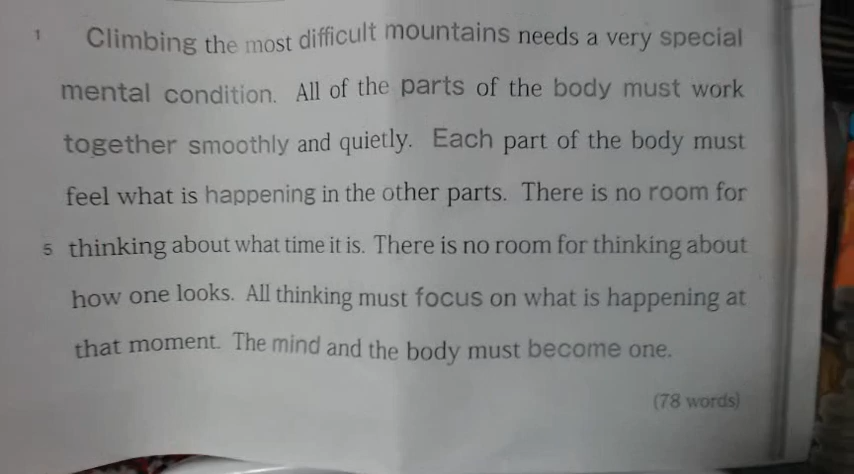 1 Climbing the most difficult mountains needs a very special
mental condition. All of the parts of the body must work
together smoothly and quietly. Each part of the body must
feel what is happening in the other parts. There is no room for
5 thinking about what time it is. There is no room for thinking about
how one looks. All thinking must focus on what is happening at
that moment. The mind and the body must become one.
(78 words)